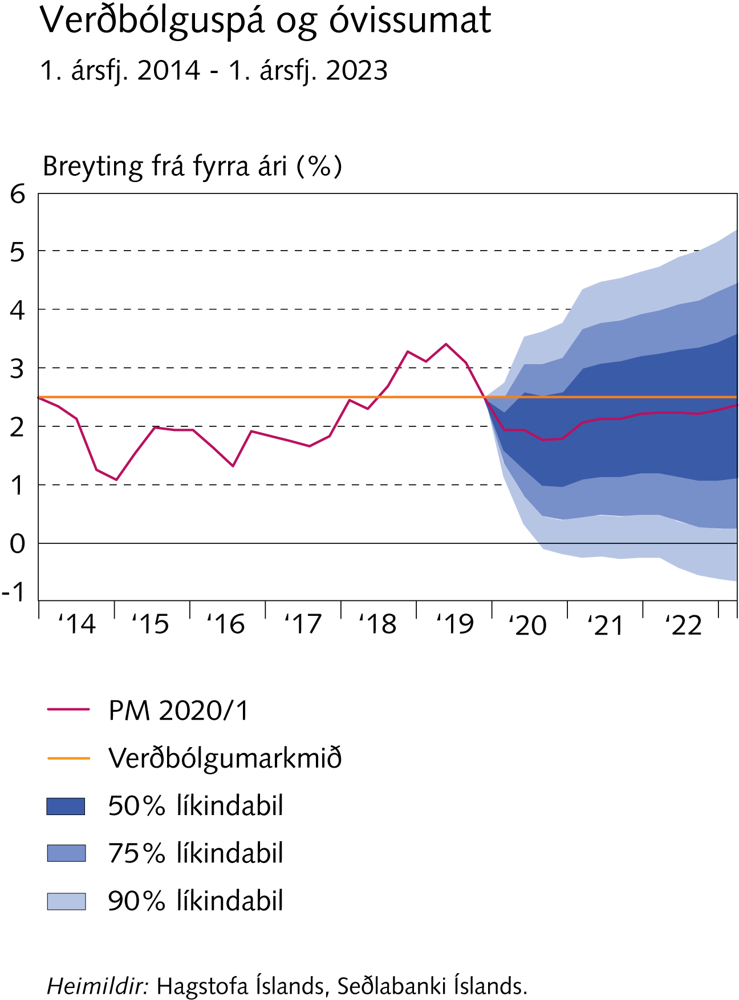 Verðbólguspá og óvissumat
1. ársfj. 2014 - 1. ársfj. 2023
Breyting frá fyrra ári (%)
6
5
4
3
2
1
0
-1
‘14 ‘15 ‘16 ‘17 ‘18 ‘19 ‘20 ‘21 ‘22
PM 2020/1
Verðbólgumarkmið
50% líkindabil
75% líkindabil
90% líkindabil
Heimildir: Hagstofa Íslands, Seðlabanki Íslands.